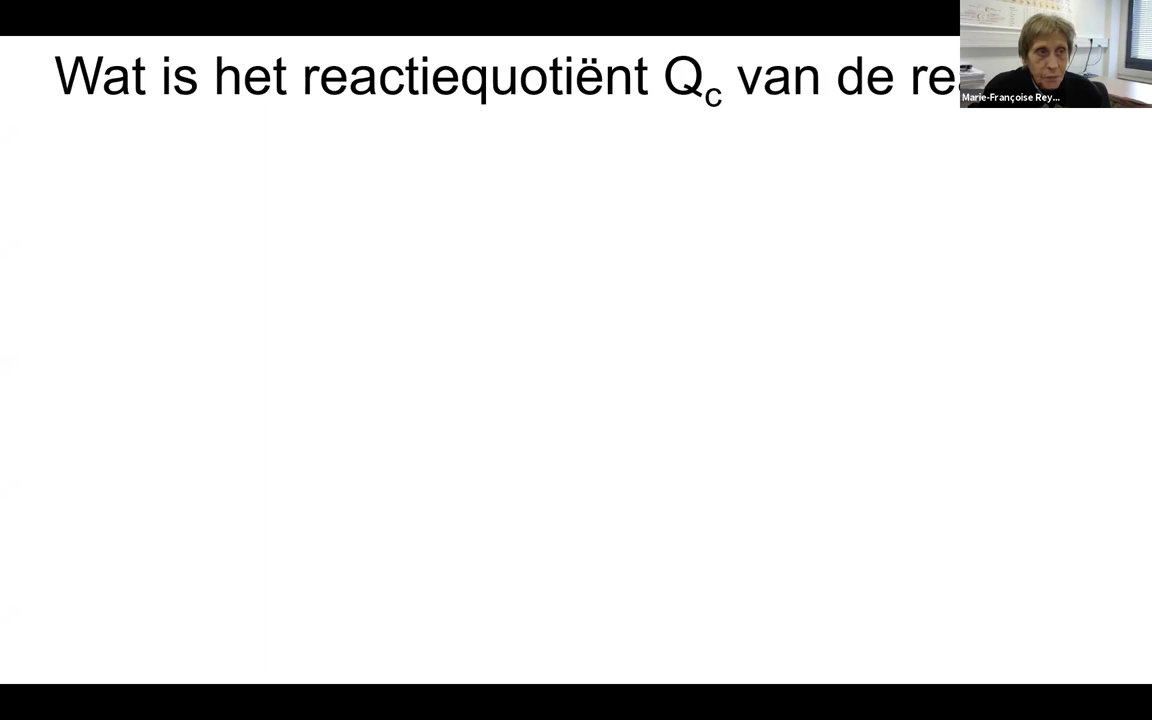 Wat is het reactiequotiënt Qc van de re
Marie-Françoise Rey...